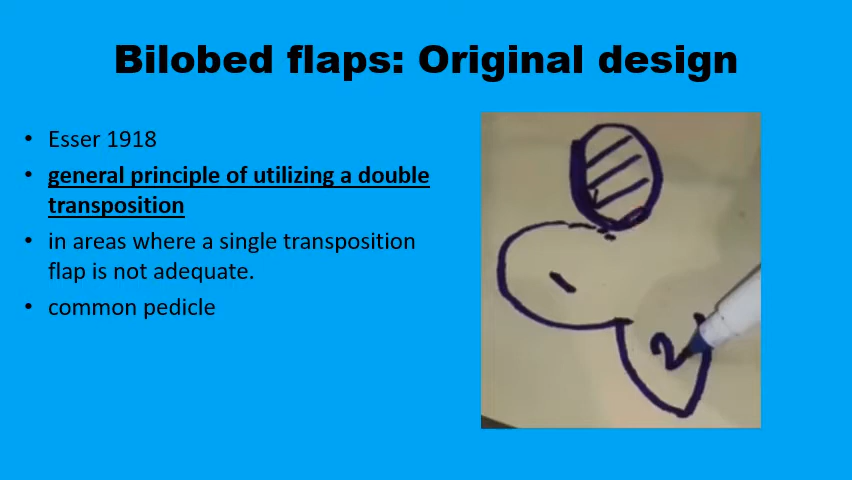 Bilobed flaps: Original design
• Esser 1918
• general principle of utilizing a double
transposition
• in areas where a single transposition
flap is not adequate.
• common pedicle
2